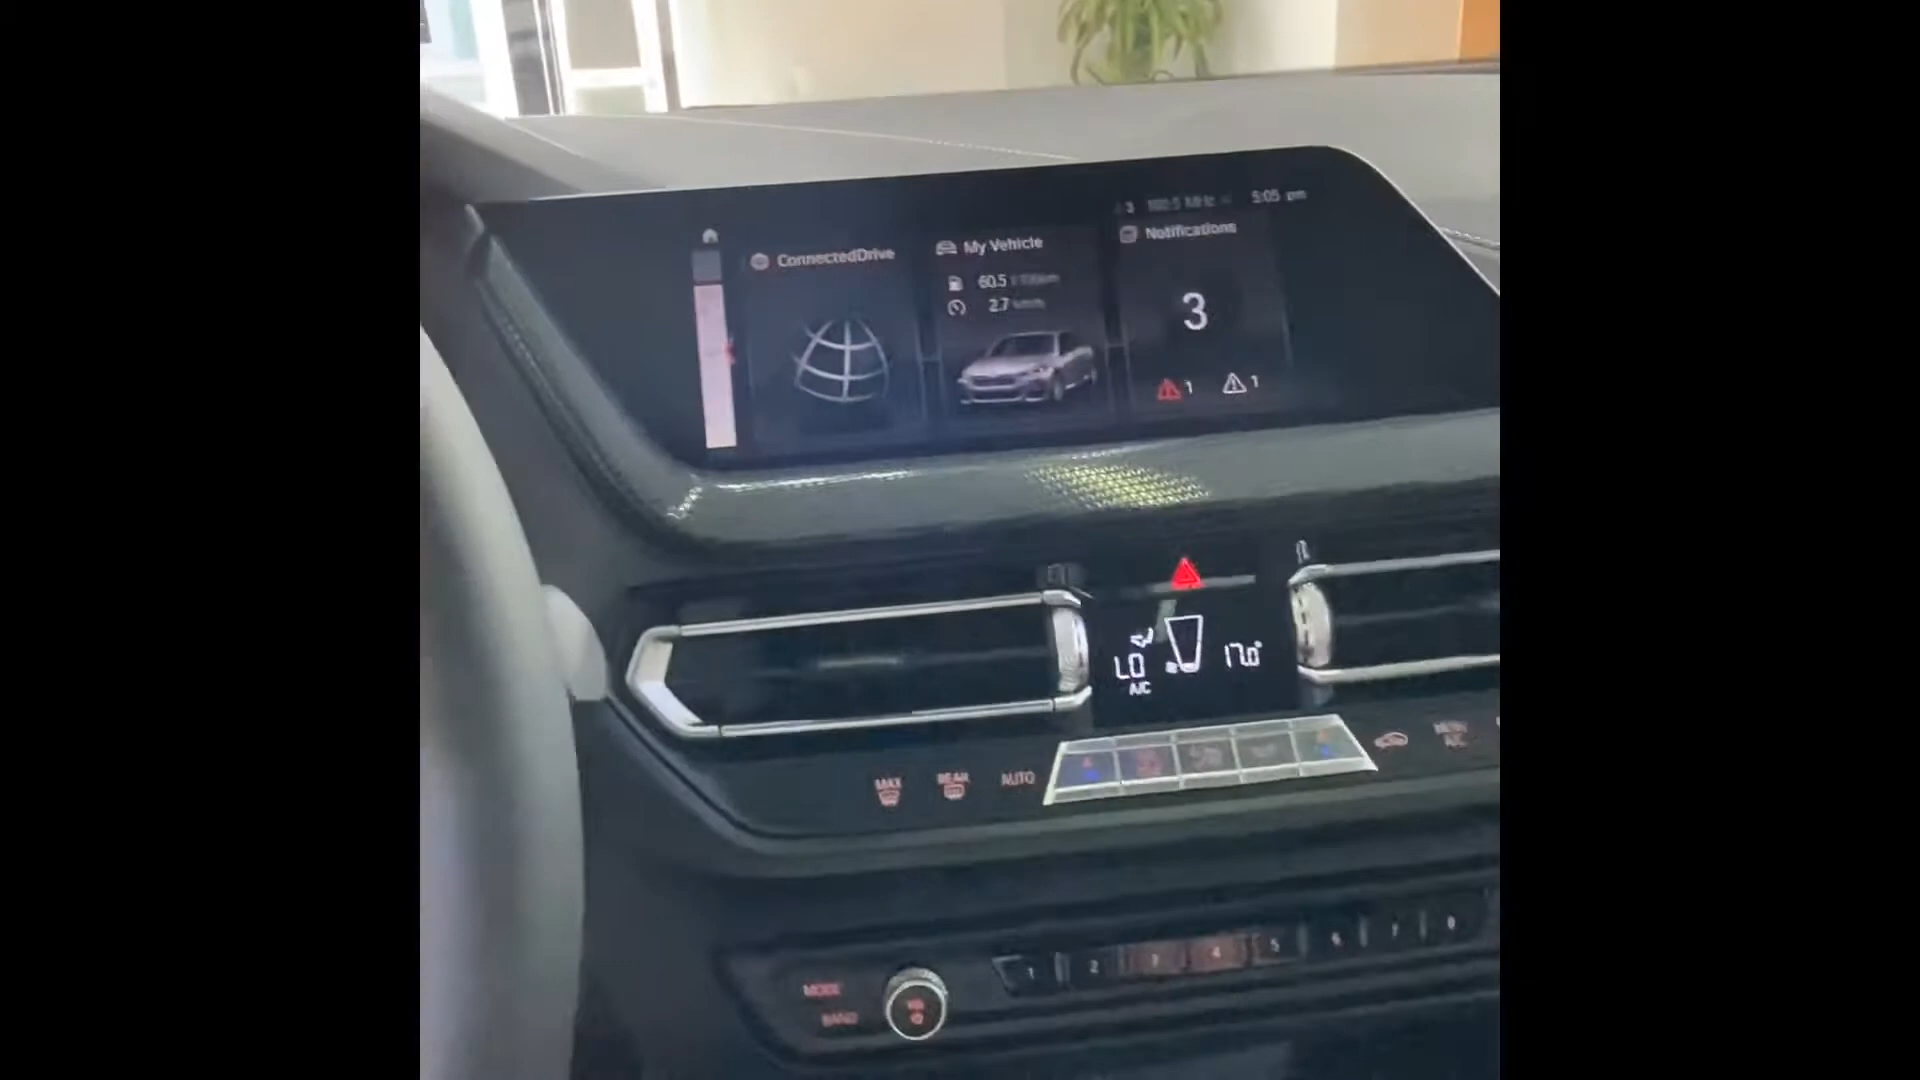 5:05 pm
ConnectedDrive
My Vehicle
Notifications
60.5
2.7
3
1
1
LO
17.0°
A/C
MAX
REAR
AUTO
MENU
A/C
1
2
3
4
5
6
7
8
MODE
BAND